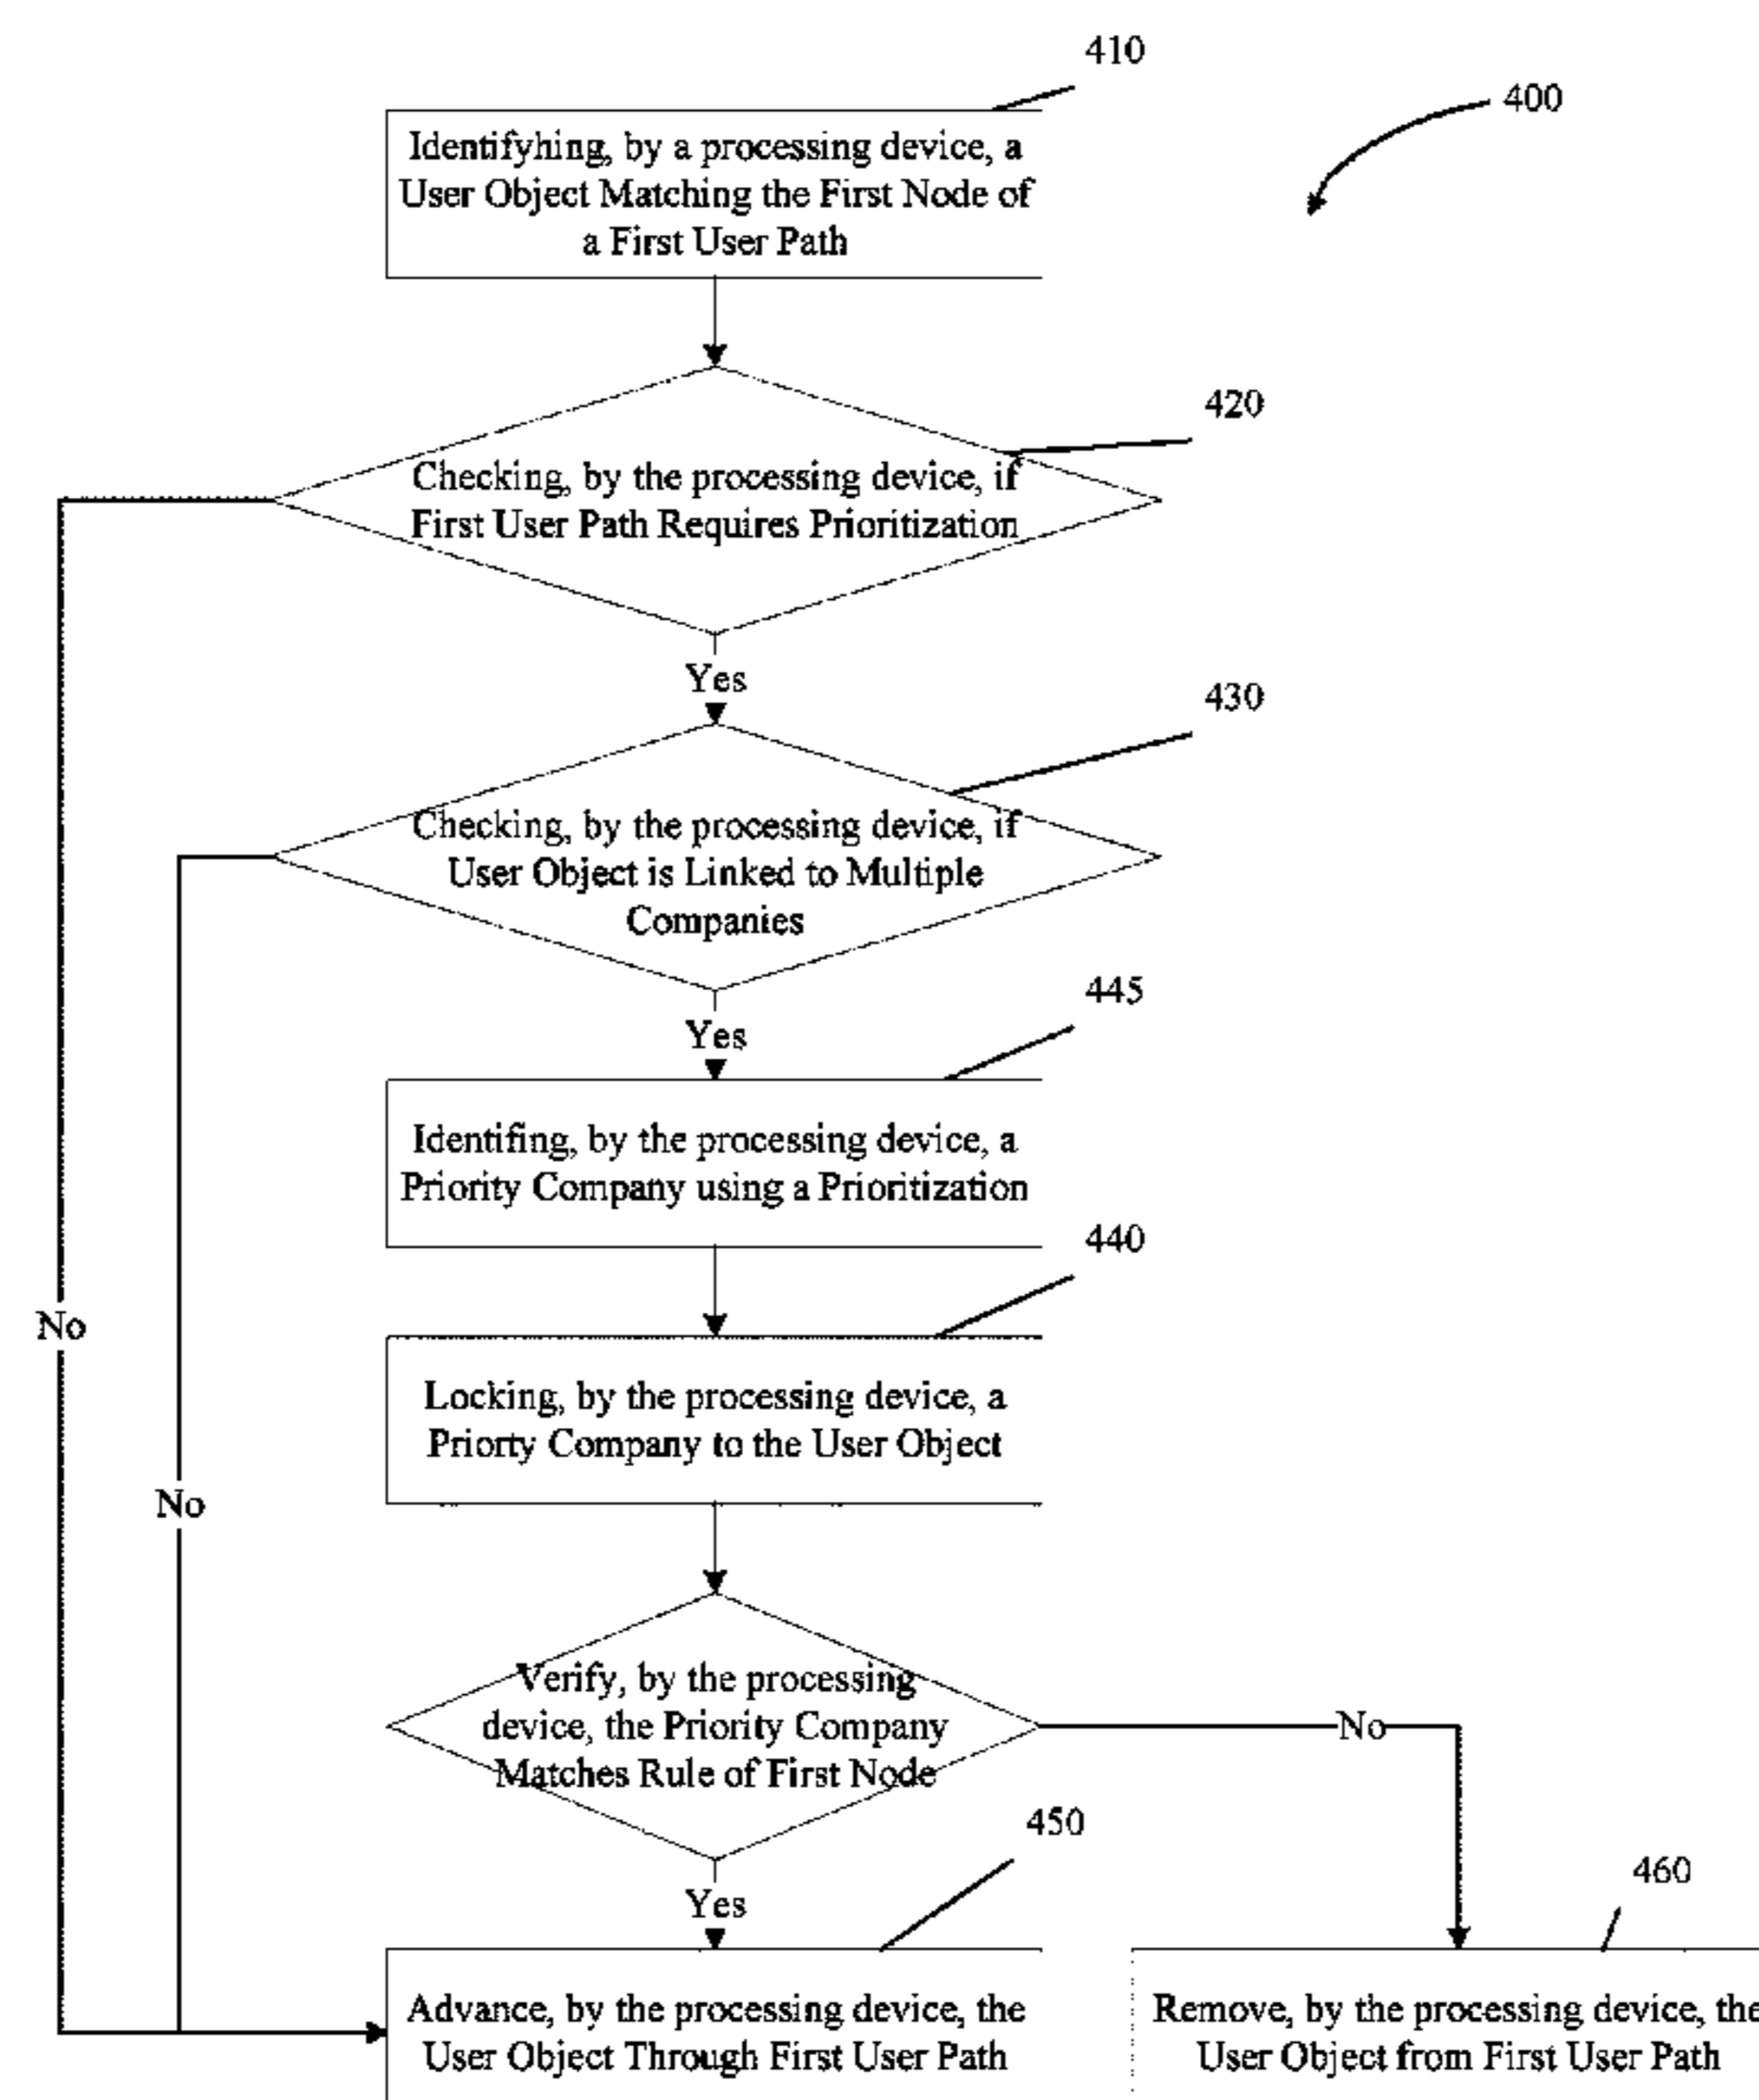 410
400
Identifyhing, by a processing device, a
User Object Matching the First Node of
a First User Path
420
Checking, by the processing device, if
First User Path Requires Prioritization
Yes
430
Checking, by the processing device, if
User Object is Linked to Multiple
Companies
445
Yes
Identifing, by the processing device, a
Priority Company using a Prioritization
440
No
Locking, by the processing device, a
Priorty Company to the User Object
No
Verify, by the processing
device, the Priority Company
Matches Rule of First Node
No
450
460
Yes
Advance, by the processing device, the
User Object Through First User Path
Remove, by the processing device, the
User Object from First User Path